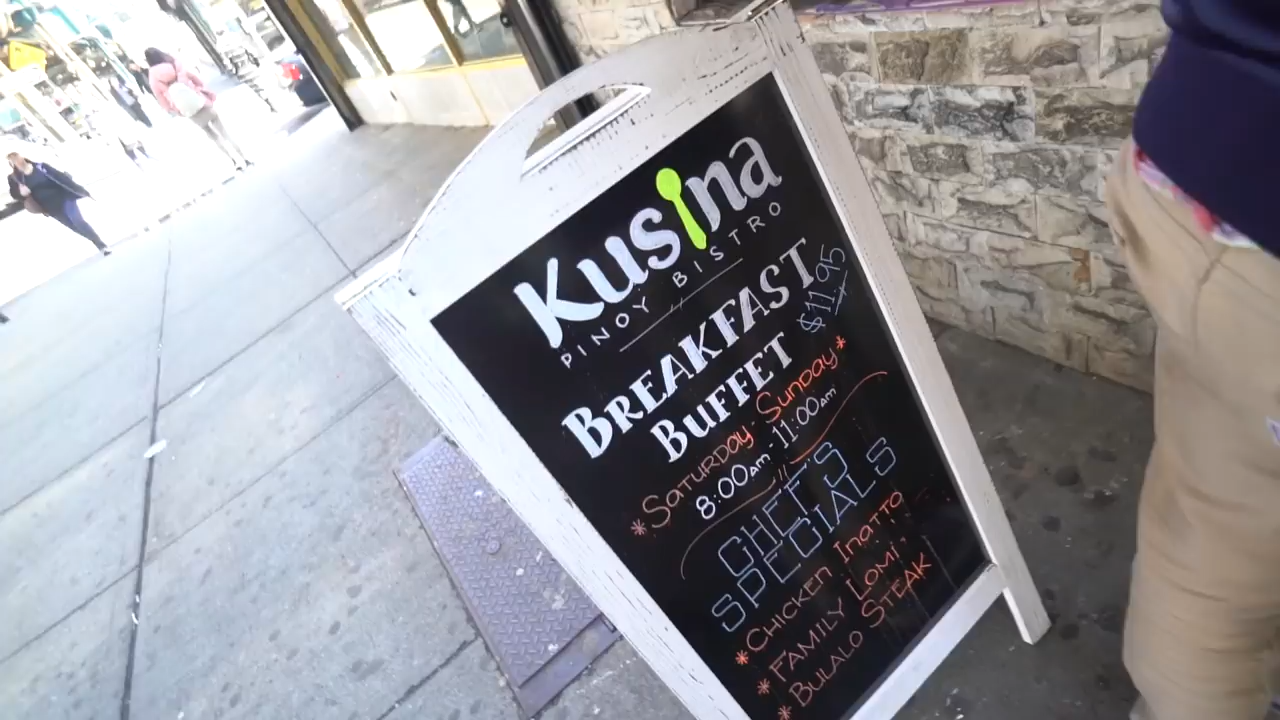 Kusina
PINOY BISTRO
BREAKFAST
BUFFET $11.95
*SATURDAY - SUNDAY*
8:00am - 11:00am
CHEF'S
SPECIALS
* CHICKEN INATTO
* FAMILY LOMI
* BULALO STEAK